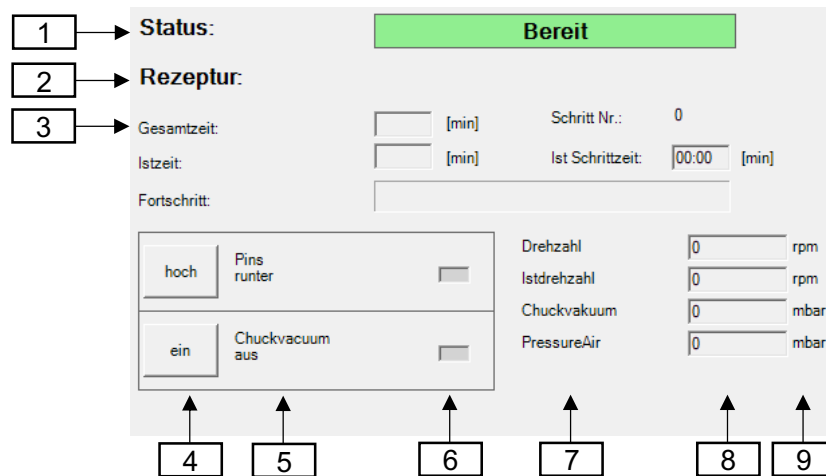 1 Status: Bereit
2 Rezeptur:
3 Gesamtzeit: [min] Schritt Nr.: 0
Istzeit: [min] Ist Schrittzeit: 00:00 [min]
Fortschritt:
hoch Pins runter
Drehzahl 0 rpm
Istdrehzahl 0 rpm
Chuckvakuum 0 mbar
ein Chuckvacuum aus
PressureAir 0 mbar
4 5 6 7 8 9